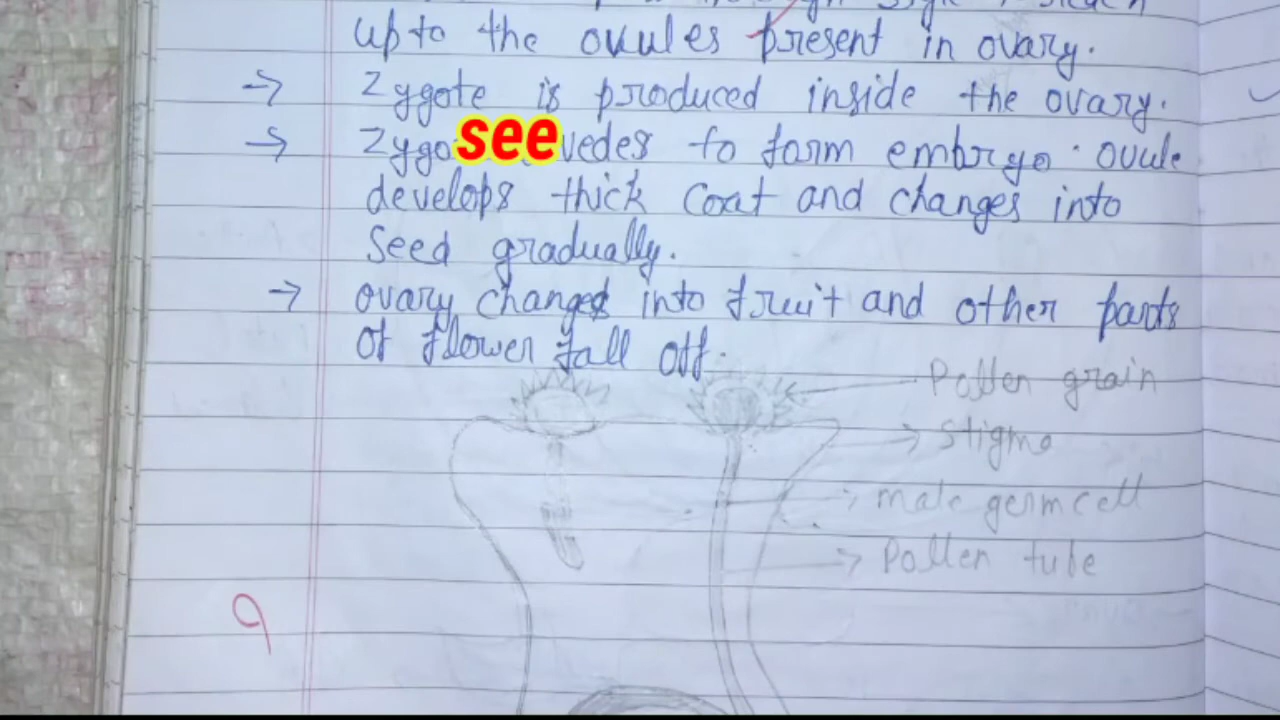 up to the ovules present in ovary.
→ Zygote is produced inside the ovary.
→ Zygo see vedes to form embryo. ovule
develops thick coat and changes into
seed gradually.
→ ovary changes into fruit and other parts
of flower fall off.
Pollen grain
stigma
male germ cell
Pollen tube
9